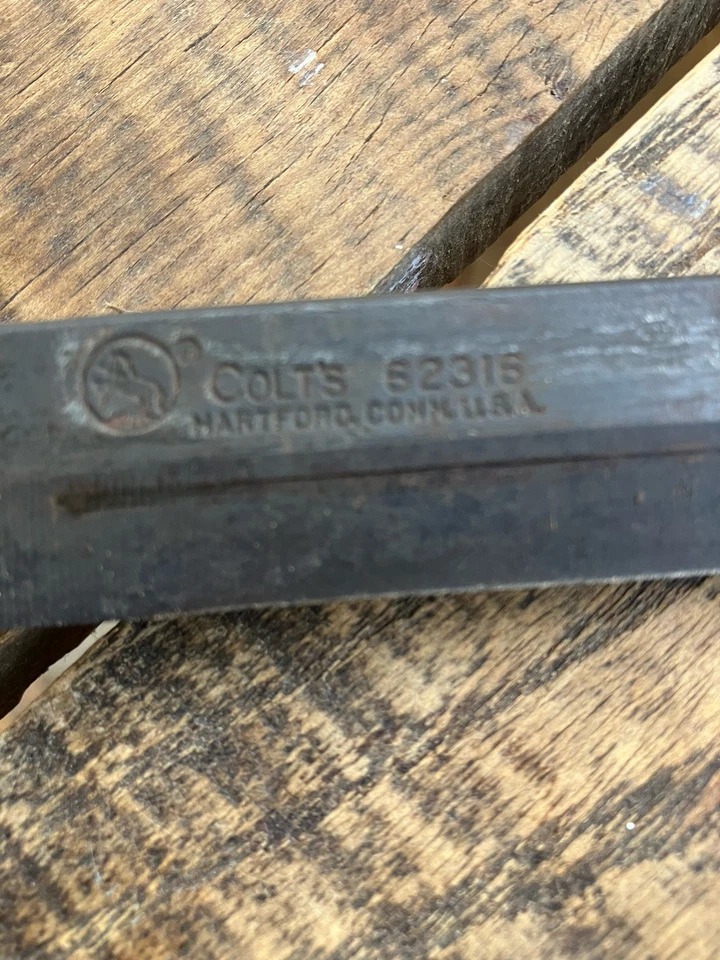 COLT'S 62316
HARTFORD, CONN. U.S.A.